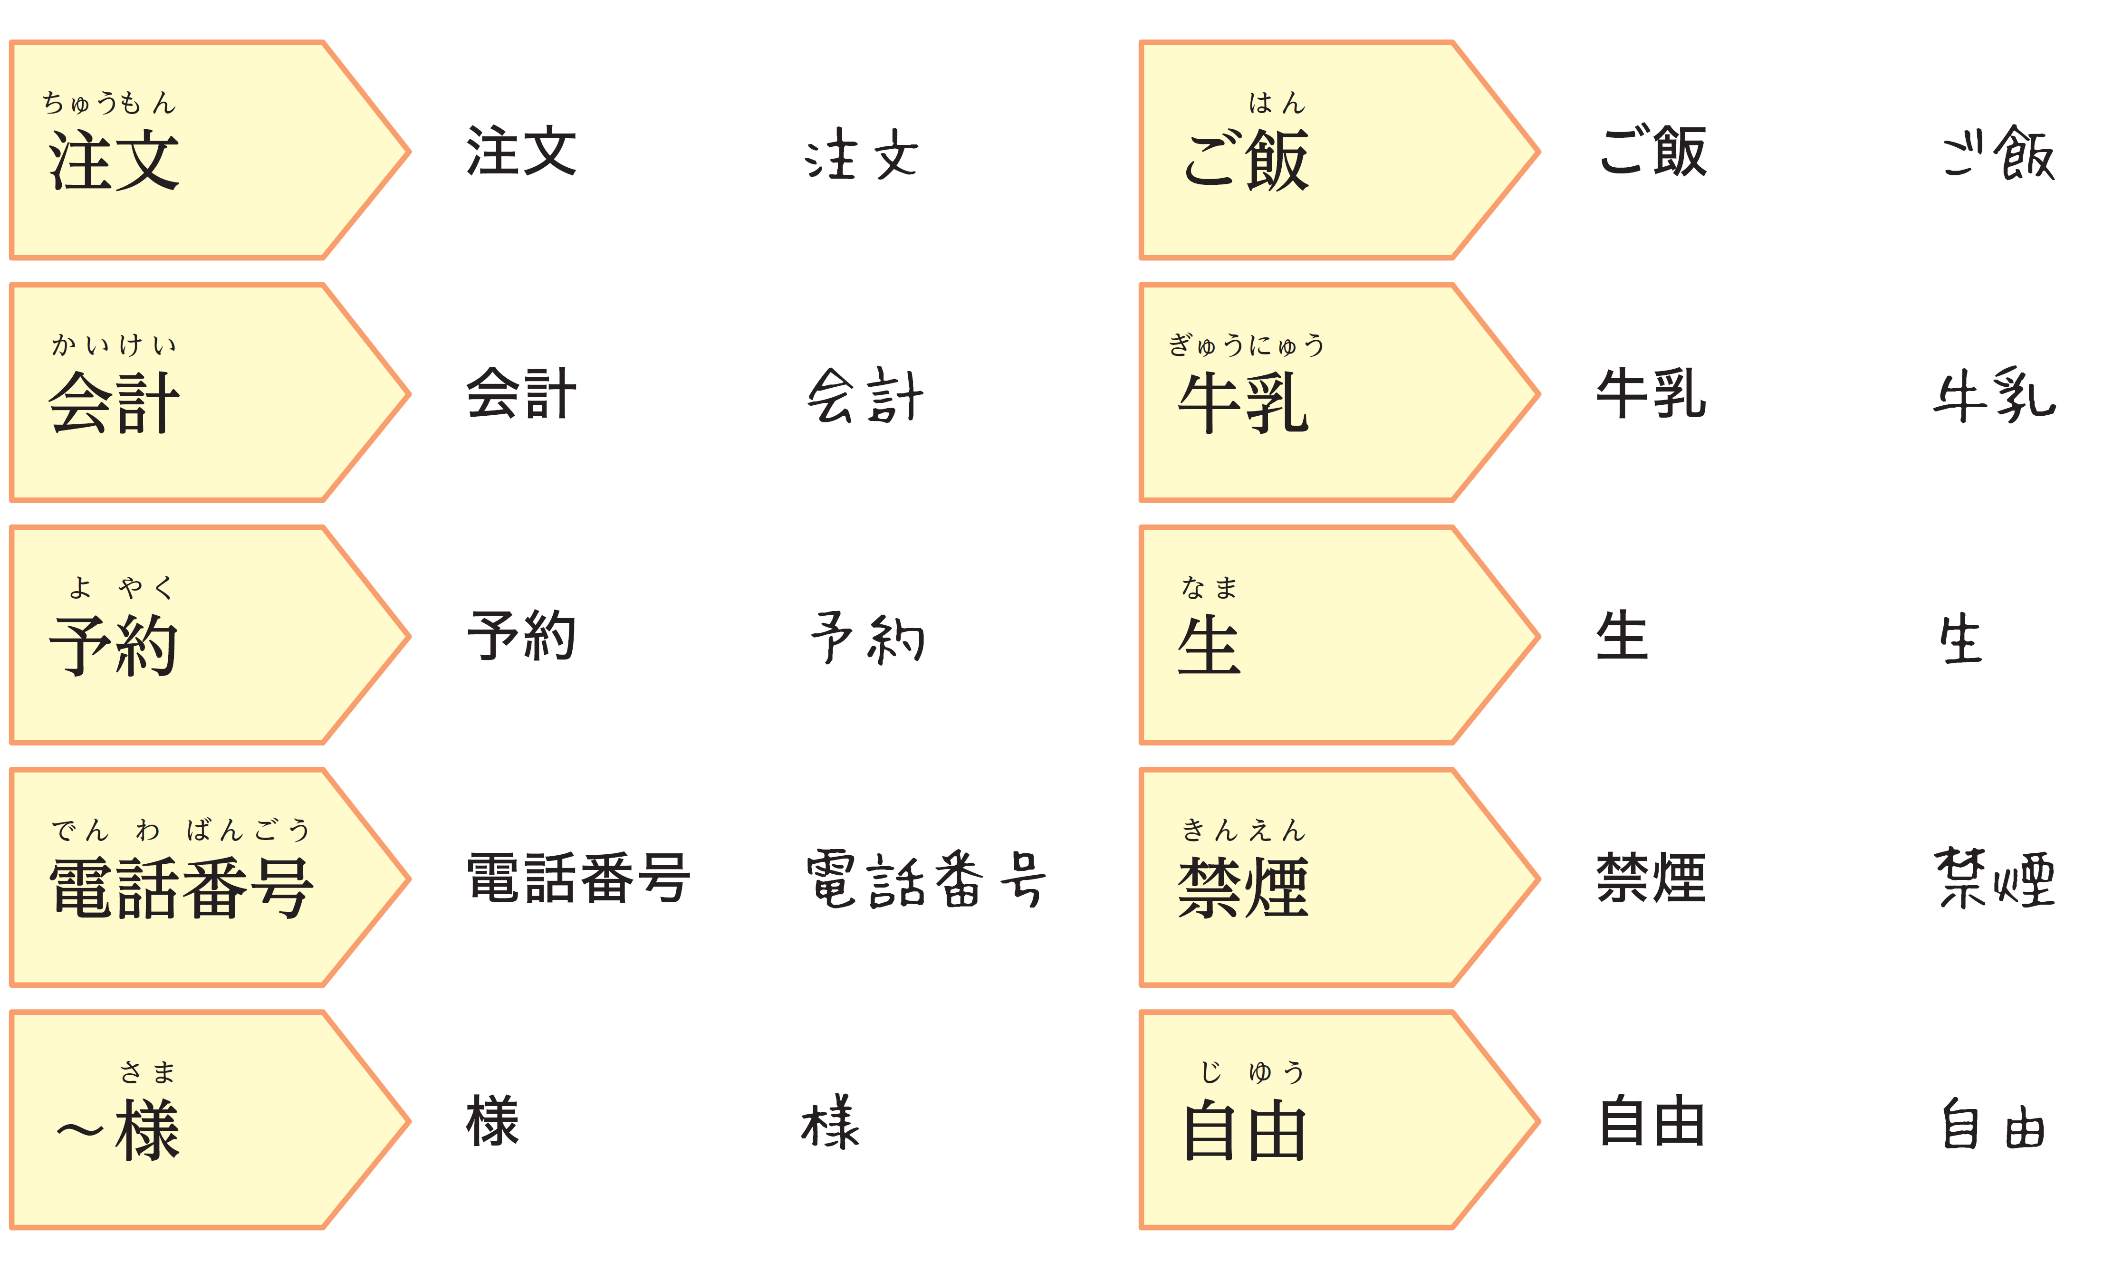 ちゅうもん
注文 注文 注文
かいけい
会計 会計 会計
よやく
予約 予約 予約
でんわばんごう
電話番号 電話番号 電話番号
さま
～様 様 様
はん
ご飯 ご飯 ご飯
ぎゅうにゅう
牛乳 牛乳 牛乳
なま
生 生 生
きんえん
禁煙 禁煙 禁煙
じゆう
自由 自由 自由